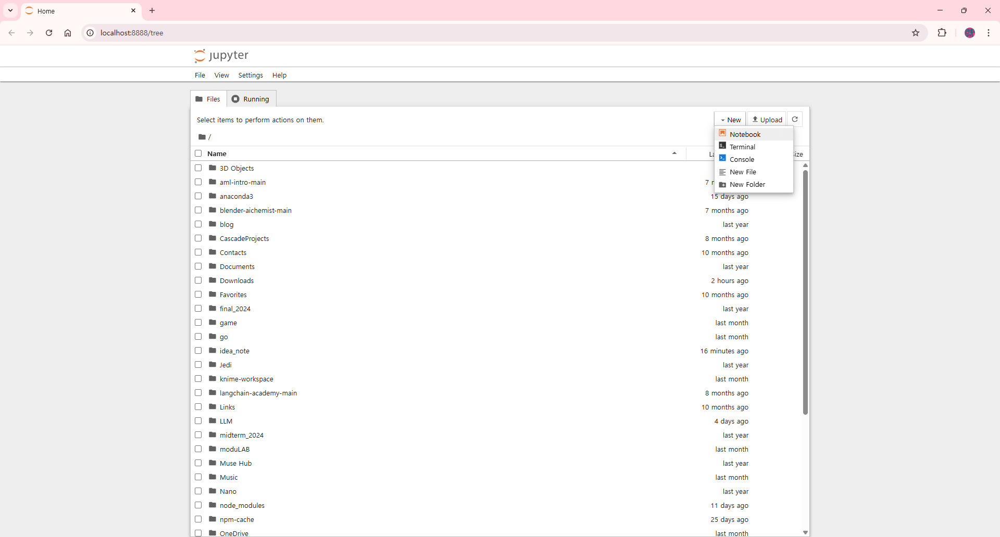 Home
localhost:8888/tree
jupyter
File View Settings Help
Files Running
Select items to perform actions on them.
New Upload
/
Notebook
Terminal
Console
New File
New Folder
Name
3D Objects
aml-intro-main 7
anaconda3 15 days ago
blender-aichemist-main 7 months ago
blog last year
CascadeProjects 8 months ago
Contacts 10 months ago
Documents last year
Downloads 2 hours ago
Favorites 10 months ago
final_2024 last year
game last month
go last month
idea_note 16 minutes ago
Jedi last year
knime-workspace last month
langchain-academy-main 8 months ago
Links 10 months ago
LLM 4 days ago
midterm_2024 last year
moduLAB last month
Muse Hub last year
Music last month
Nano last year
node_modules 11 days ago
npm-cache 25 days ago
OneDrive last month